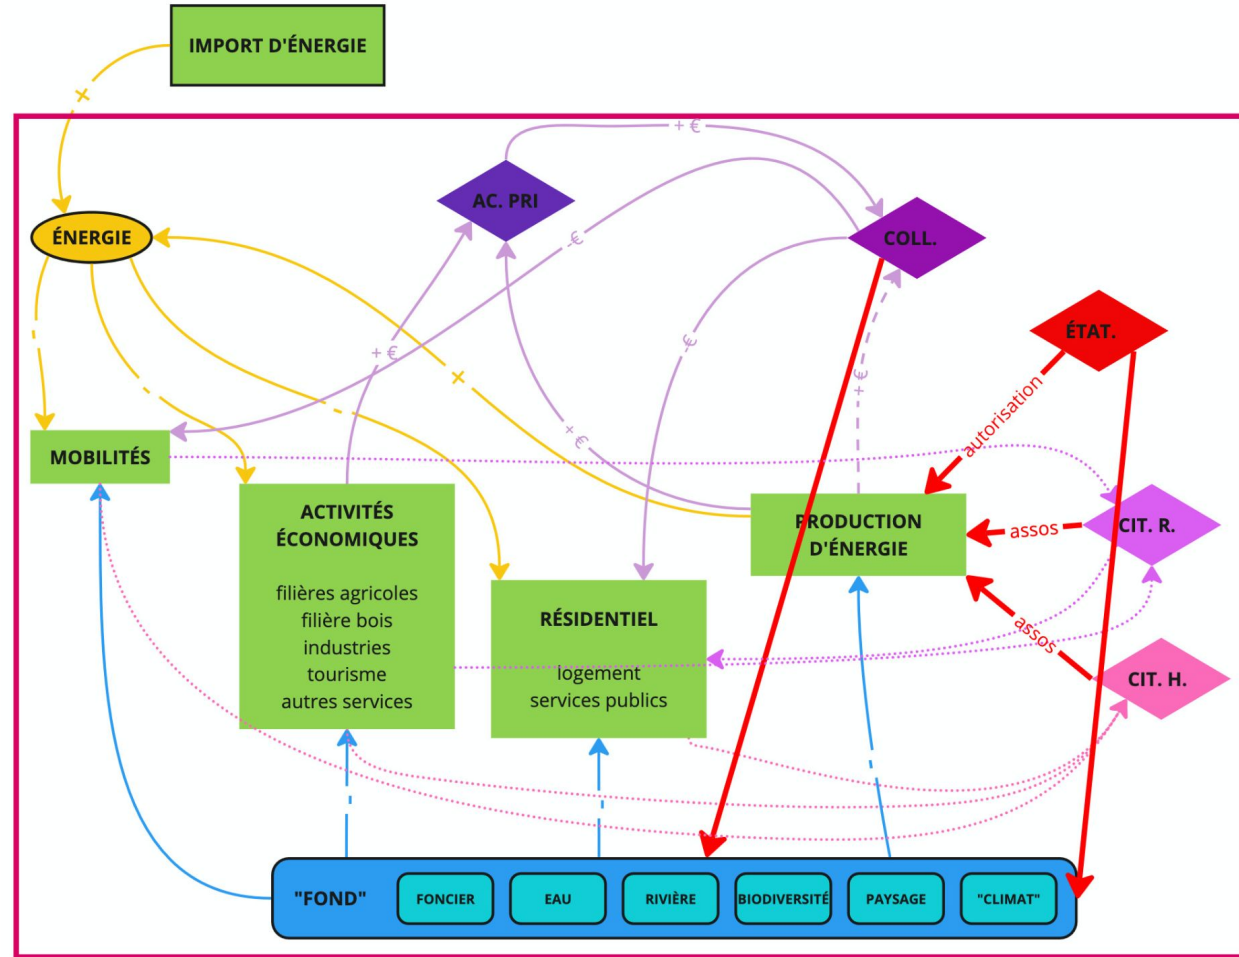 IMPORT D'ÉNERGIE
+
+ €
AC. PRI
ÉNERGIE
-€
COLL.
ÉTAT.
-
+ €
-€
+
+ €
autorisation
-
-
+ €
MOBILITÉS
ACTIVITÉS
ÉCONOMIQUES
filières agricoles
filière bois
industries
tourisme
autres services
PRODUCTION
D'ÉNERGIE
assos
CIT. R.
RÉSIDENTIEL
logement
services publics
assos
CIT. H.
-
-
-
"FOND"
FONCIER
EAU
RIVIÈRE
BIODIVERSITÉ
PAYSAGE
"CLIMAT"